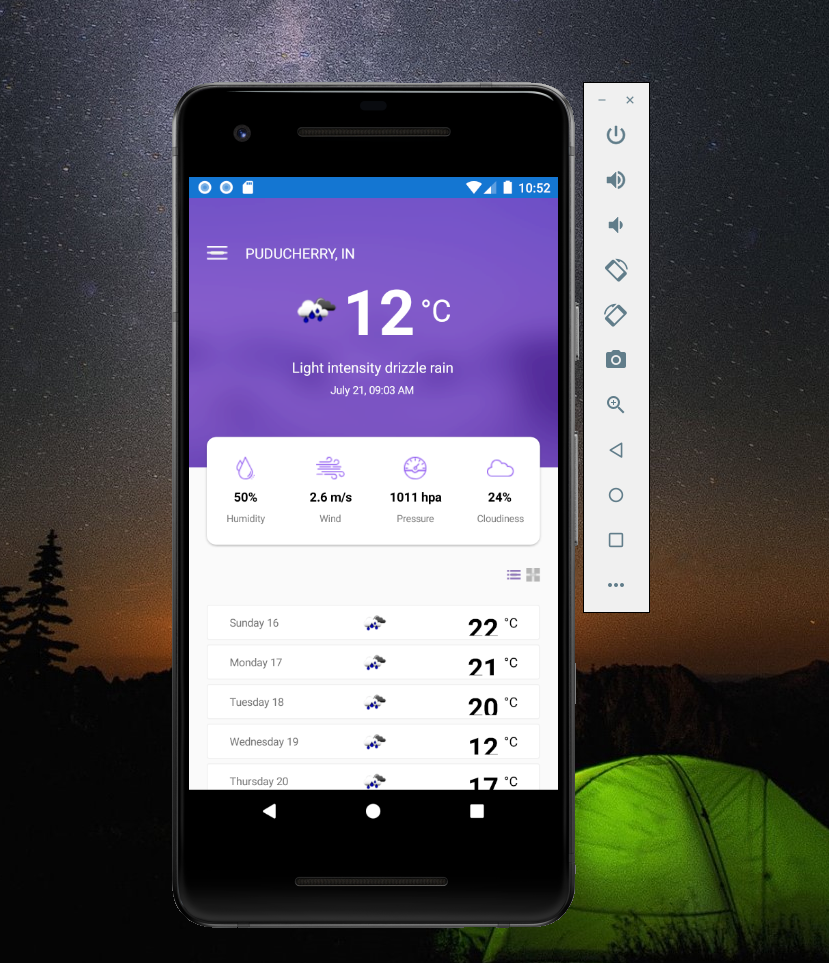 10:52
PUDUCHERRY, IN
12 °C
Light intensity drizzle rain
July 21, 09:03 AM
50% 2.6 m/s 1011 hpa 24%
Humidity Wind Pressure Cloudiness
Sunday 16 22 °C
Monday 17 21 °C
Tuesday 18 20 °C
Wednesday 19 12 °C
Thursday 20 17 °C